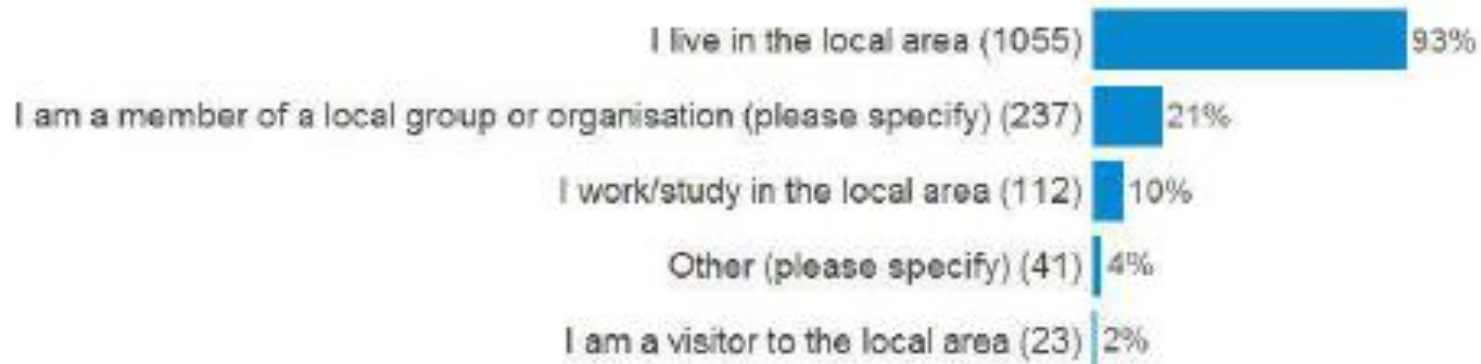 I live in the local area (1055) 93%
I am a member of a local group or organisation (please specify) (237) 21%
I work/study in the local area (112) 10%
Other (please specify) (41) 4%
I am a visitor to the local area (23) 2%